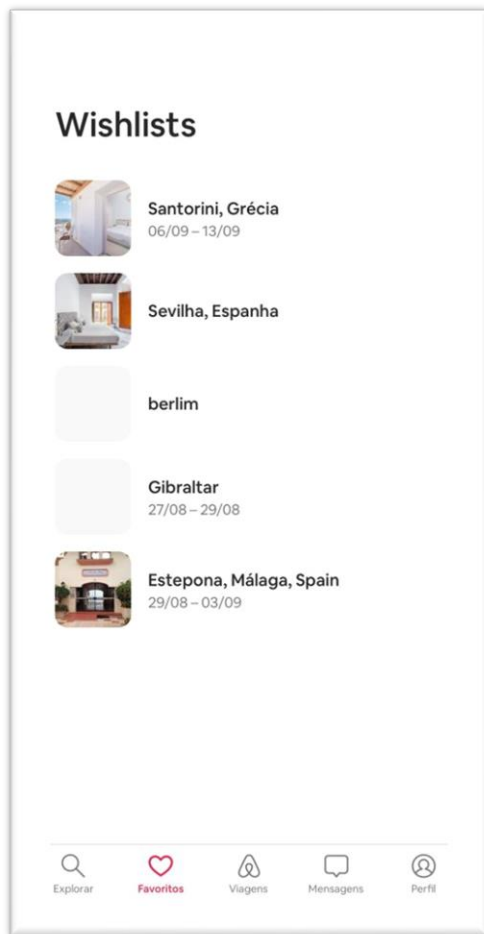 Wishlists
Santorini, Grécia
06/09 – 13/09
Sevilha, Espanha
berlim
Gibraltar
27/08 – 29/08
Estepona, Málaga, Spain
29/08 – 03/09
Explorar
Favoritos
Viagens
Mensagens
Perfil